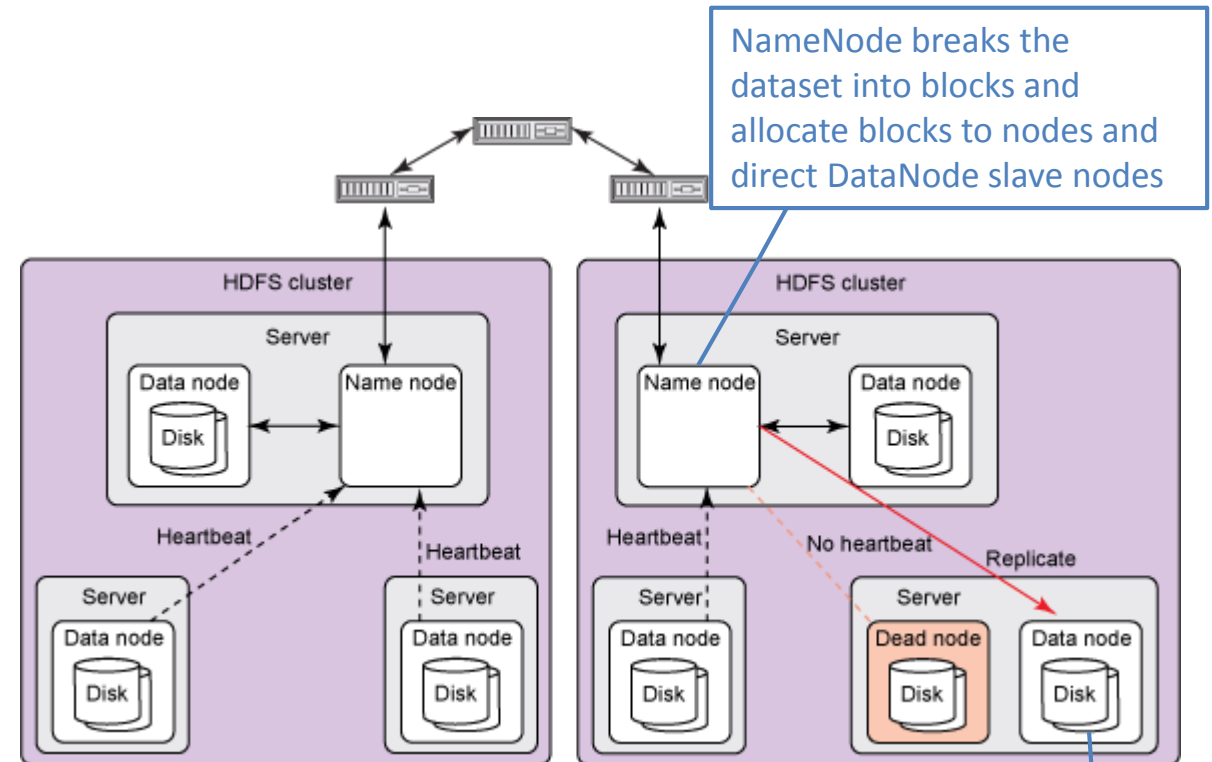 NameNode breaks the
dataset into blocks and
allocate blocks to nodes and
direct DataNode slave nodes
HDFS cluster
Server
Data node
Disk
Name node
Heartbeat
Heartbeat
Server
Data node
Disk
Server
Data node
Disk
HDFS cluster
Server
Name node
Data node
Disk
Heartbeat
No heartbeat
Replicate
Server
Data node
Disk
Server
Dead node
Disk
Data node
Disk